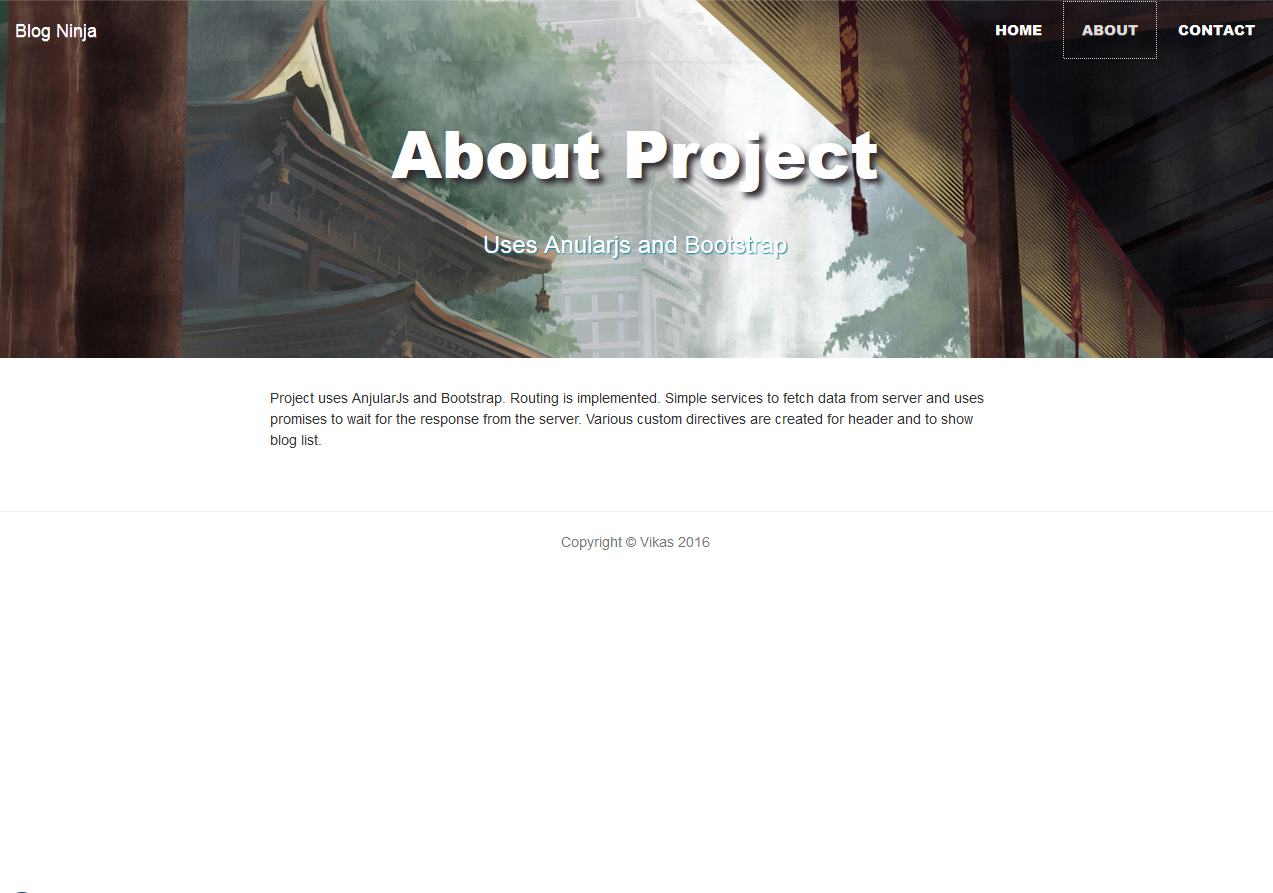 Blog Ninja
HOME
ABOUT
CONTACT
About Project
Uses Anularjs and Bootstrap
Project uses AnjularJs and Bootstrap. Routing is implemented. Simple services to fetch data from server and uses
promises to wait for the response from the server. Various custom directives are created for header and to show
blog list.
Copyright © Vikas 2016